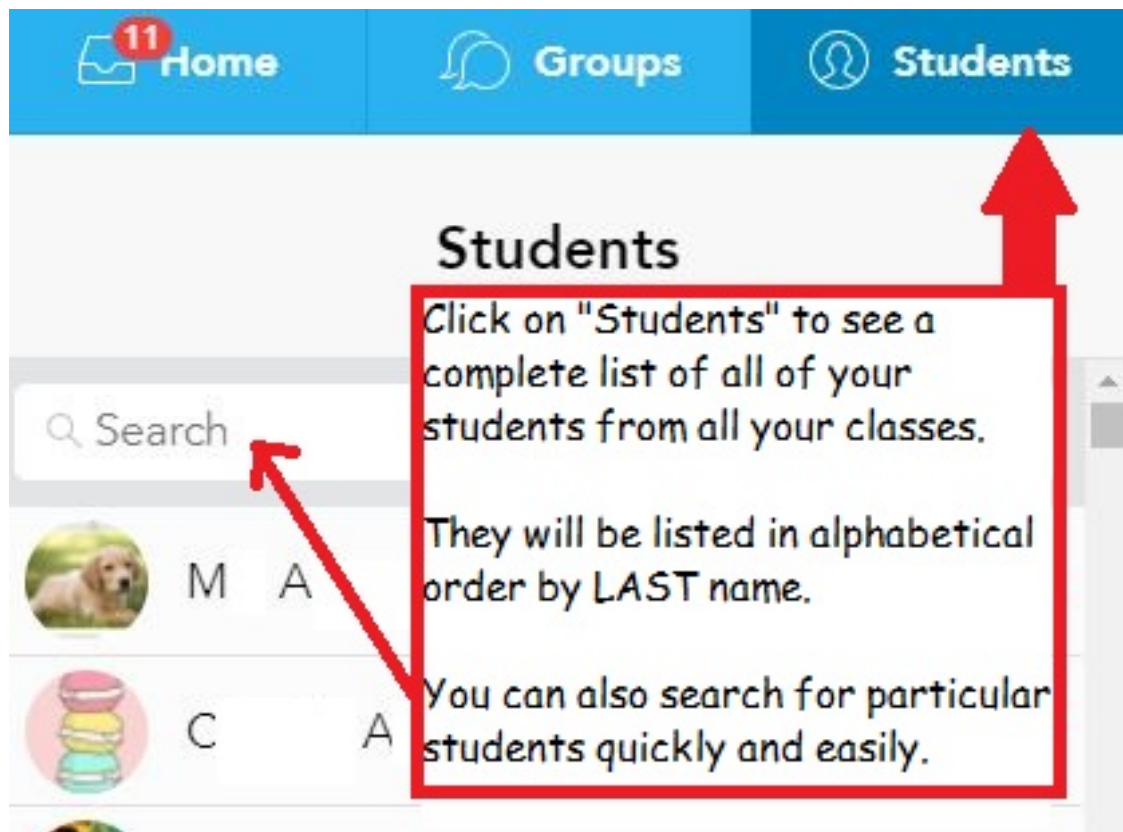 11
Home
Groups
Students
Students
Click on "Students" to see a
complete list of all of your
students from all your classes.
Search
They will be listed in alphabetical
order by LAST name.
M A
You can also search for particular
students quickly and easily.
C A